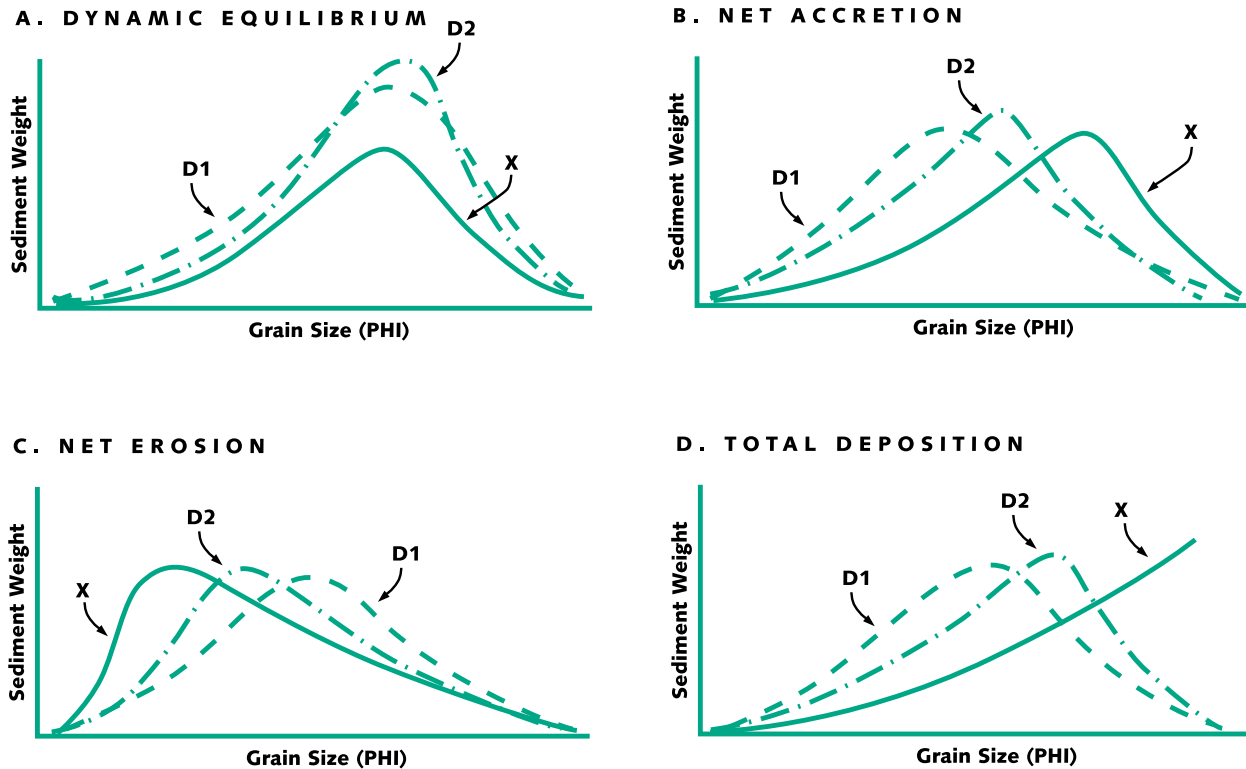 A. DYNAMIC EQUILIBRIUM
D2
D1
X
Sediment Weight
Grain Size (PHI)
B. NET ACCRETION
D2
X
D1
Sediment Weight
Grain Size (PHI)
C. NET EROSION
D2
D1
X
Sediment Weight
Grain Size (PHI)
D. TOTAL DEPOSITION
D2
X
D1
Sediment Weight
Grain Size (PHI)